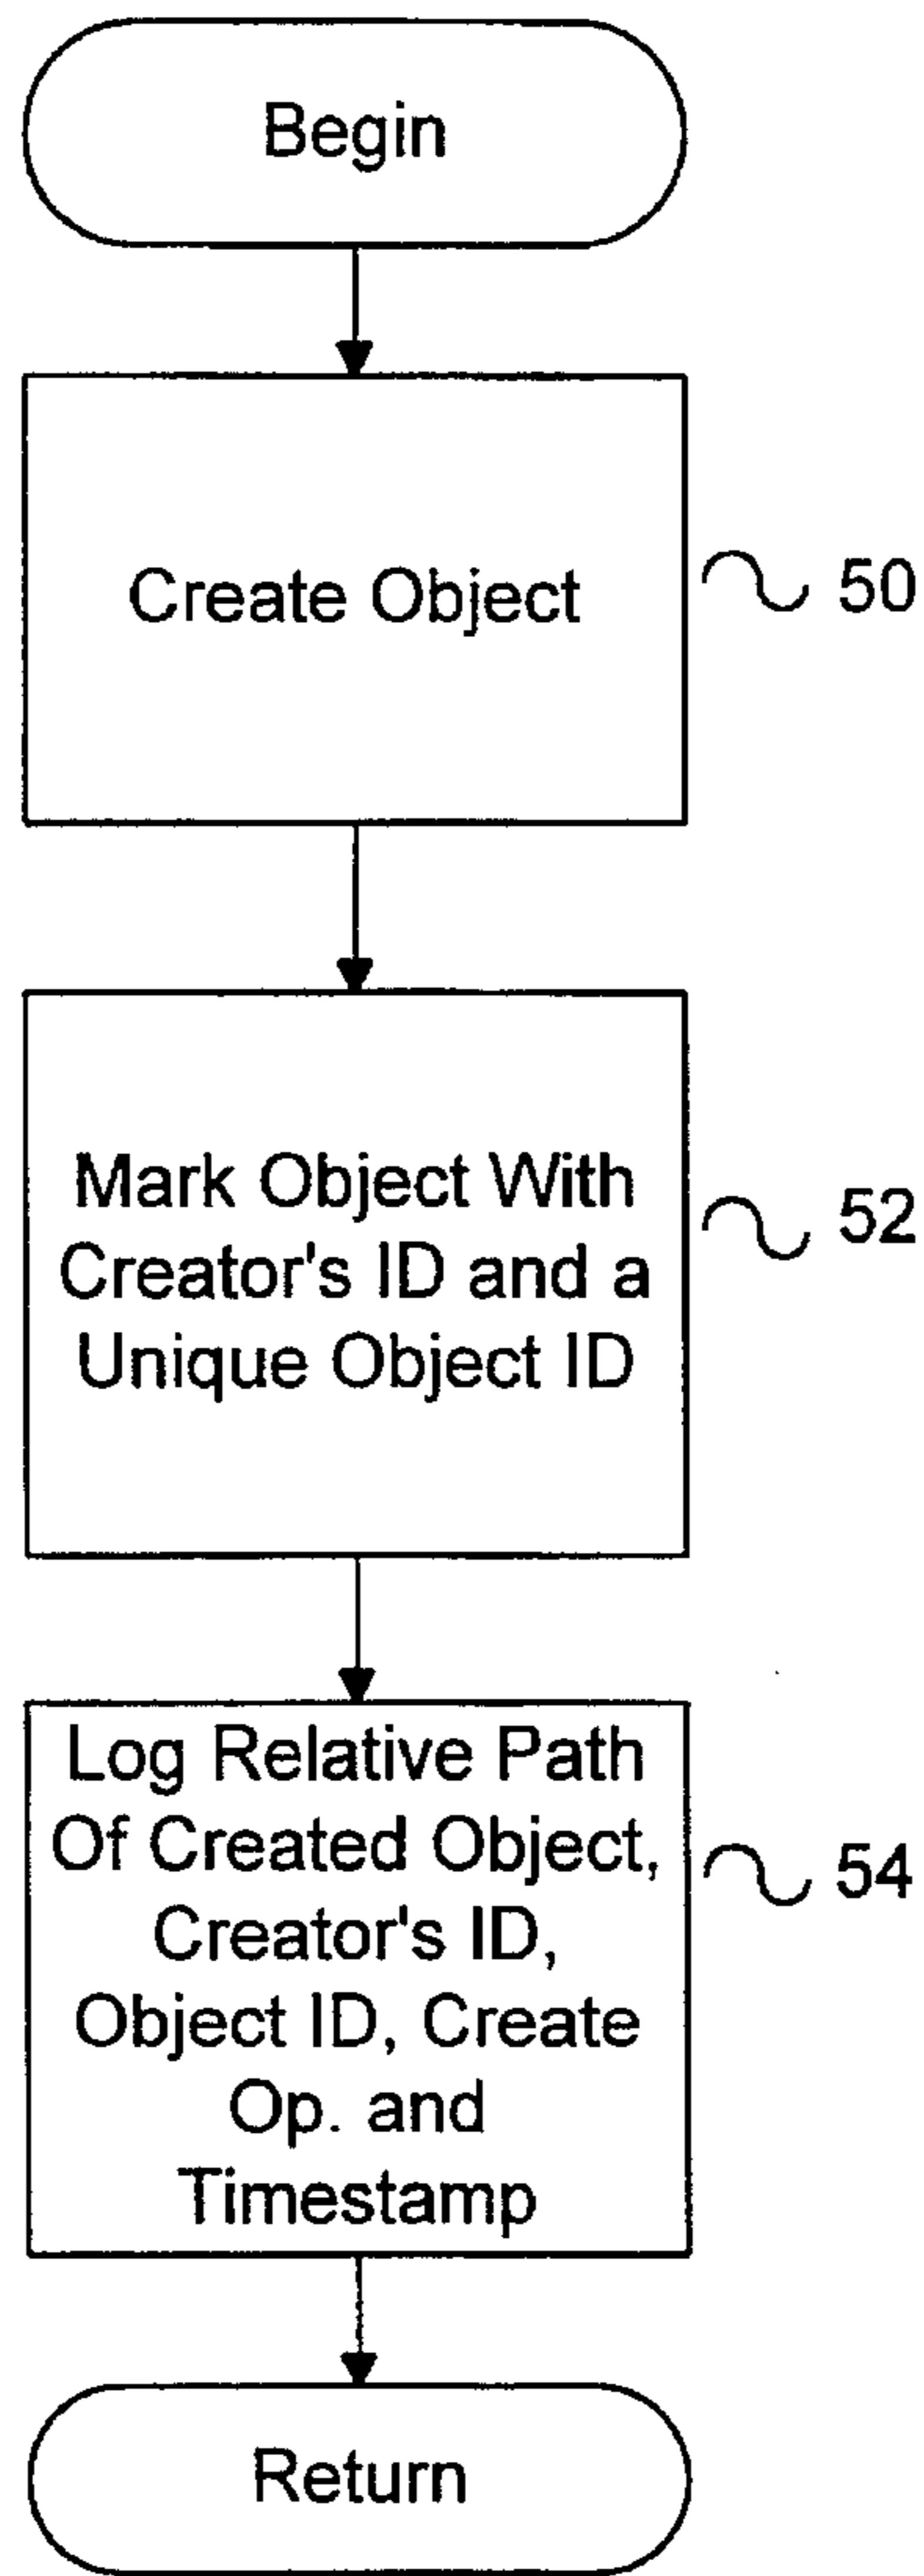 Begin
Create Object
50
Mark Object With
Creator's ID and a
Unique Object ID
52
Log Relative Path
Of Created Object,
Creator's ID,
Object ID, Create
Op. and
Timestamp
54
Return